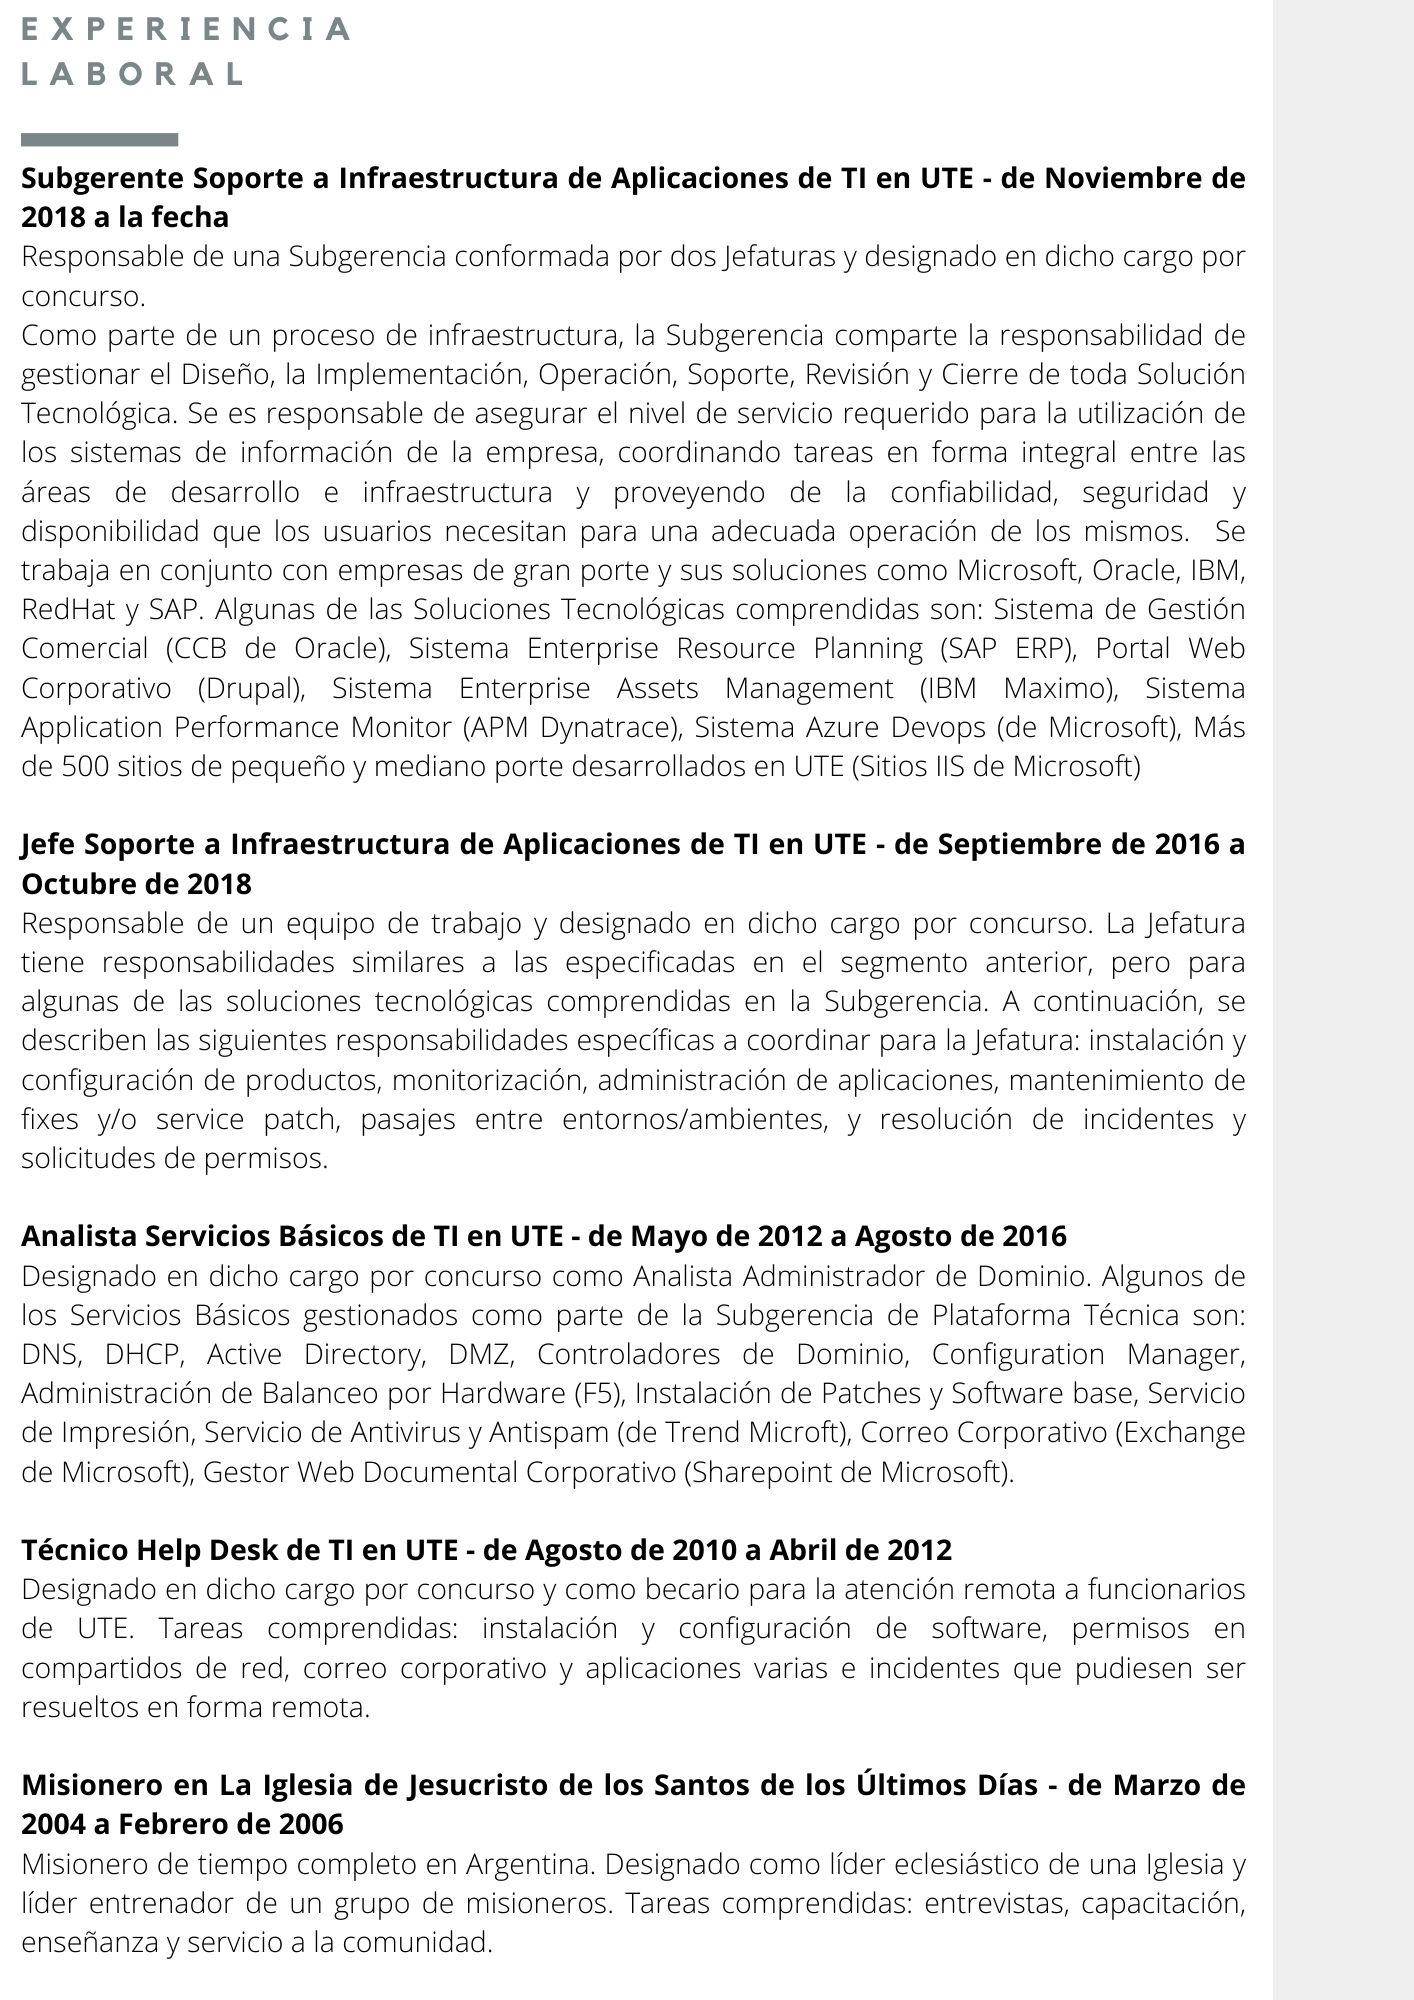 EXPERIENCIA
LABORAL
Subgerente Soporte a Infraestructura de Aplicaciones de TI en UTE - de Noviembre de
2018 a la fecha
Responsable de una Subgerencia conformada por dos Jefaturas y designado en dicho cargo por
concurso.
Como parte de un proceso de infraestructura, la Subgerencia comparte la responsabilidad de
gestionar el Diseño, la Implementación, Operación, Soporte, Revisión y Cierre de toda Solución
Tecnológica. Se es responsable de asegurar el nivel de servicio requerido para la utilización de
los sistemas de información de la empresa, coordinando tareas en forma integral entre las
áreas de desarrollo e infraestructura y proveyendo de la confiabilidad, seguridad y
disponibilidad que los usuarios necesitan para una adecuada operación de los mismos. Se
trabaja en conjunto con empresas de gran porte y sus soluciones como Microsoft, Oracle, IBM,
RedHat y SAP. Algunas de las Soluciones Tecnológicas comprendidas son: Sistema de Gestión
Comercial (CCB de Oracle), Sistema Enterprise Resource Planning (SAP ERP), Portal Web
Corporativo (Drupal), Sistema Enterprise Assets Management (IBM Maximo), Sistema
Application Performance Monitor (APM Dynatrace), Sistema Azure Devops (de Microsoft), Más
de 500 sitios de pequeño y mediano porte desarrollados en UTE (Sitios IIS de Microsoft)
Jefe Soporte a Infraestructura de Aplicaciones de TI en UTE - de Septiembre de 2016 a
Octubre de 2018
Responsable de un equipo de trabajo y designado en dicho cargo por concurso. La Jefatura
tiene responsabilidades similares a las especificadas en el segmento anterior, pero para
algunas de las soluciones tecnológicas comprendidas en la Subgerencia. A continuación, se
describen las siguientes responsabilidades específicas a coordinar para la Jefatura: instalación y
configuración de productos, monitorización, administración de aplicaciones, mantenimiento de
fixes y/o service patch, pasajes entre entornos/ambientes, y resolución de incidentes y
solicitudes de permisos.
Analista Servicios Básicos de TI en UTE - de Mayo de 2012 a Agosto de 2016
Designado en dicho cargo por concurso como Analista Administrador de Dominio. Algunos de
los Servicios Básicos gestionados como parte de la Subgerencia de Plataforma Técnica son:
DNS, DHCP, Active Directory, DMZ, Controladores de Dominio, Configuration Manager,
Administración de Balanceo por Hardware (F5), Instalación de Patches y Software base, Servicio
de Impresión, Servicio de Antivirus y Antispam (de Trend Microft), Correo Corporativo (Exchange
de Microsoft), Gestor Web Documental Corporativo (Sharepoint de Microsoft).
Técnico Help Desk de TI en UTE - de Agosto de 2010 a Abril de 2012
Designado en dicho cargo por concurso y como becario para la atención remota a funcionarios
de UTE. Tareas comprendidas: instalación y configuración de software, permisos en
compartidos de red, correo corporativo y aplicaciones varias e incidentes que pudiesen ser
resueltos en forma remota.
Misionero en La Iglesia de Jesucristo de los Santos de los Últimos Días - de Marzo de
2004 a Febrero de 2006
Misionero de tiempo completo en Argentina. Designado como líder eclesiástico de una Iglesia y
líder entrenador de un grupo de misioneros. Tareas comprendidas: entrevistas, capacitación,
enseñanza y servicio a la comunidad.